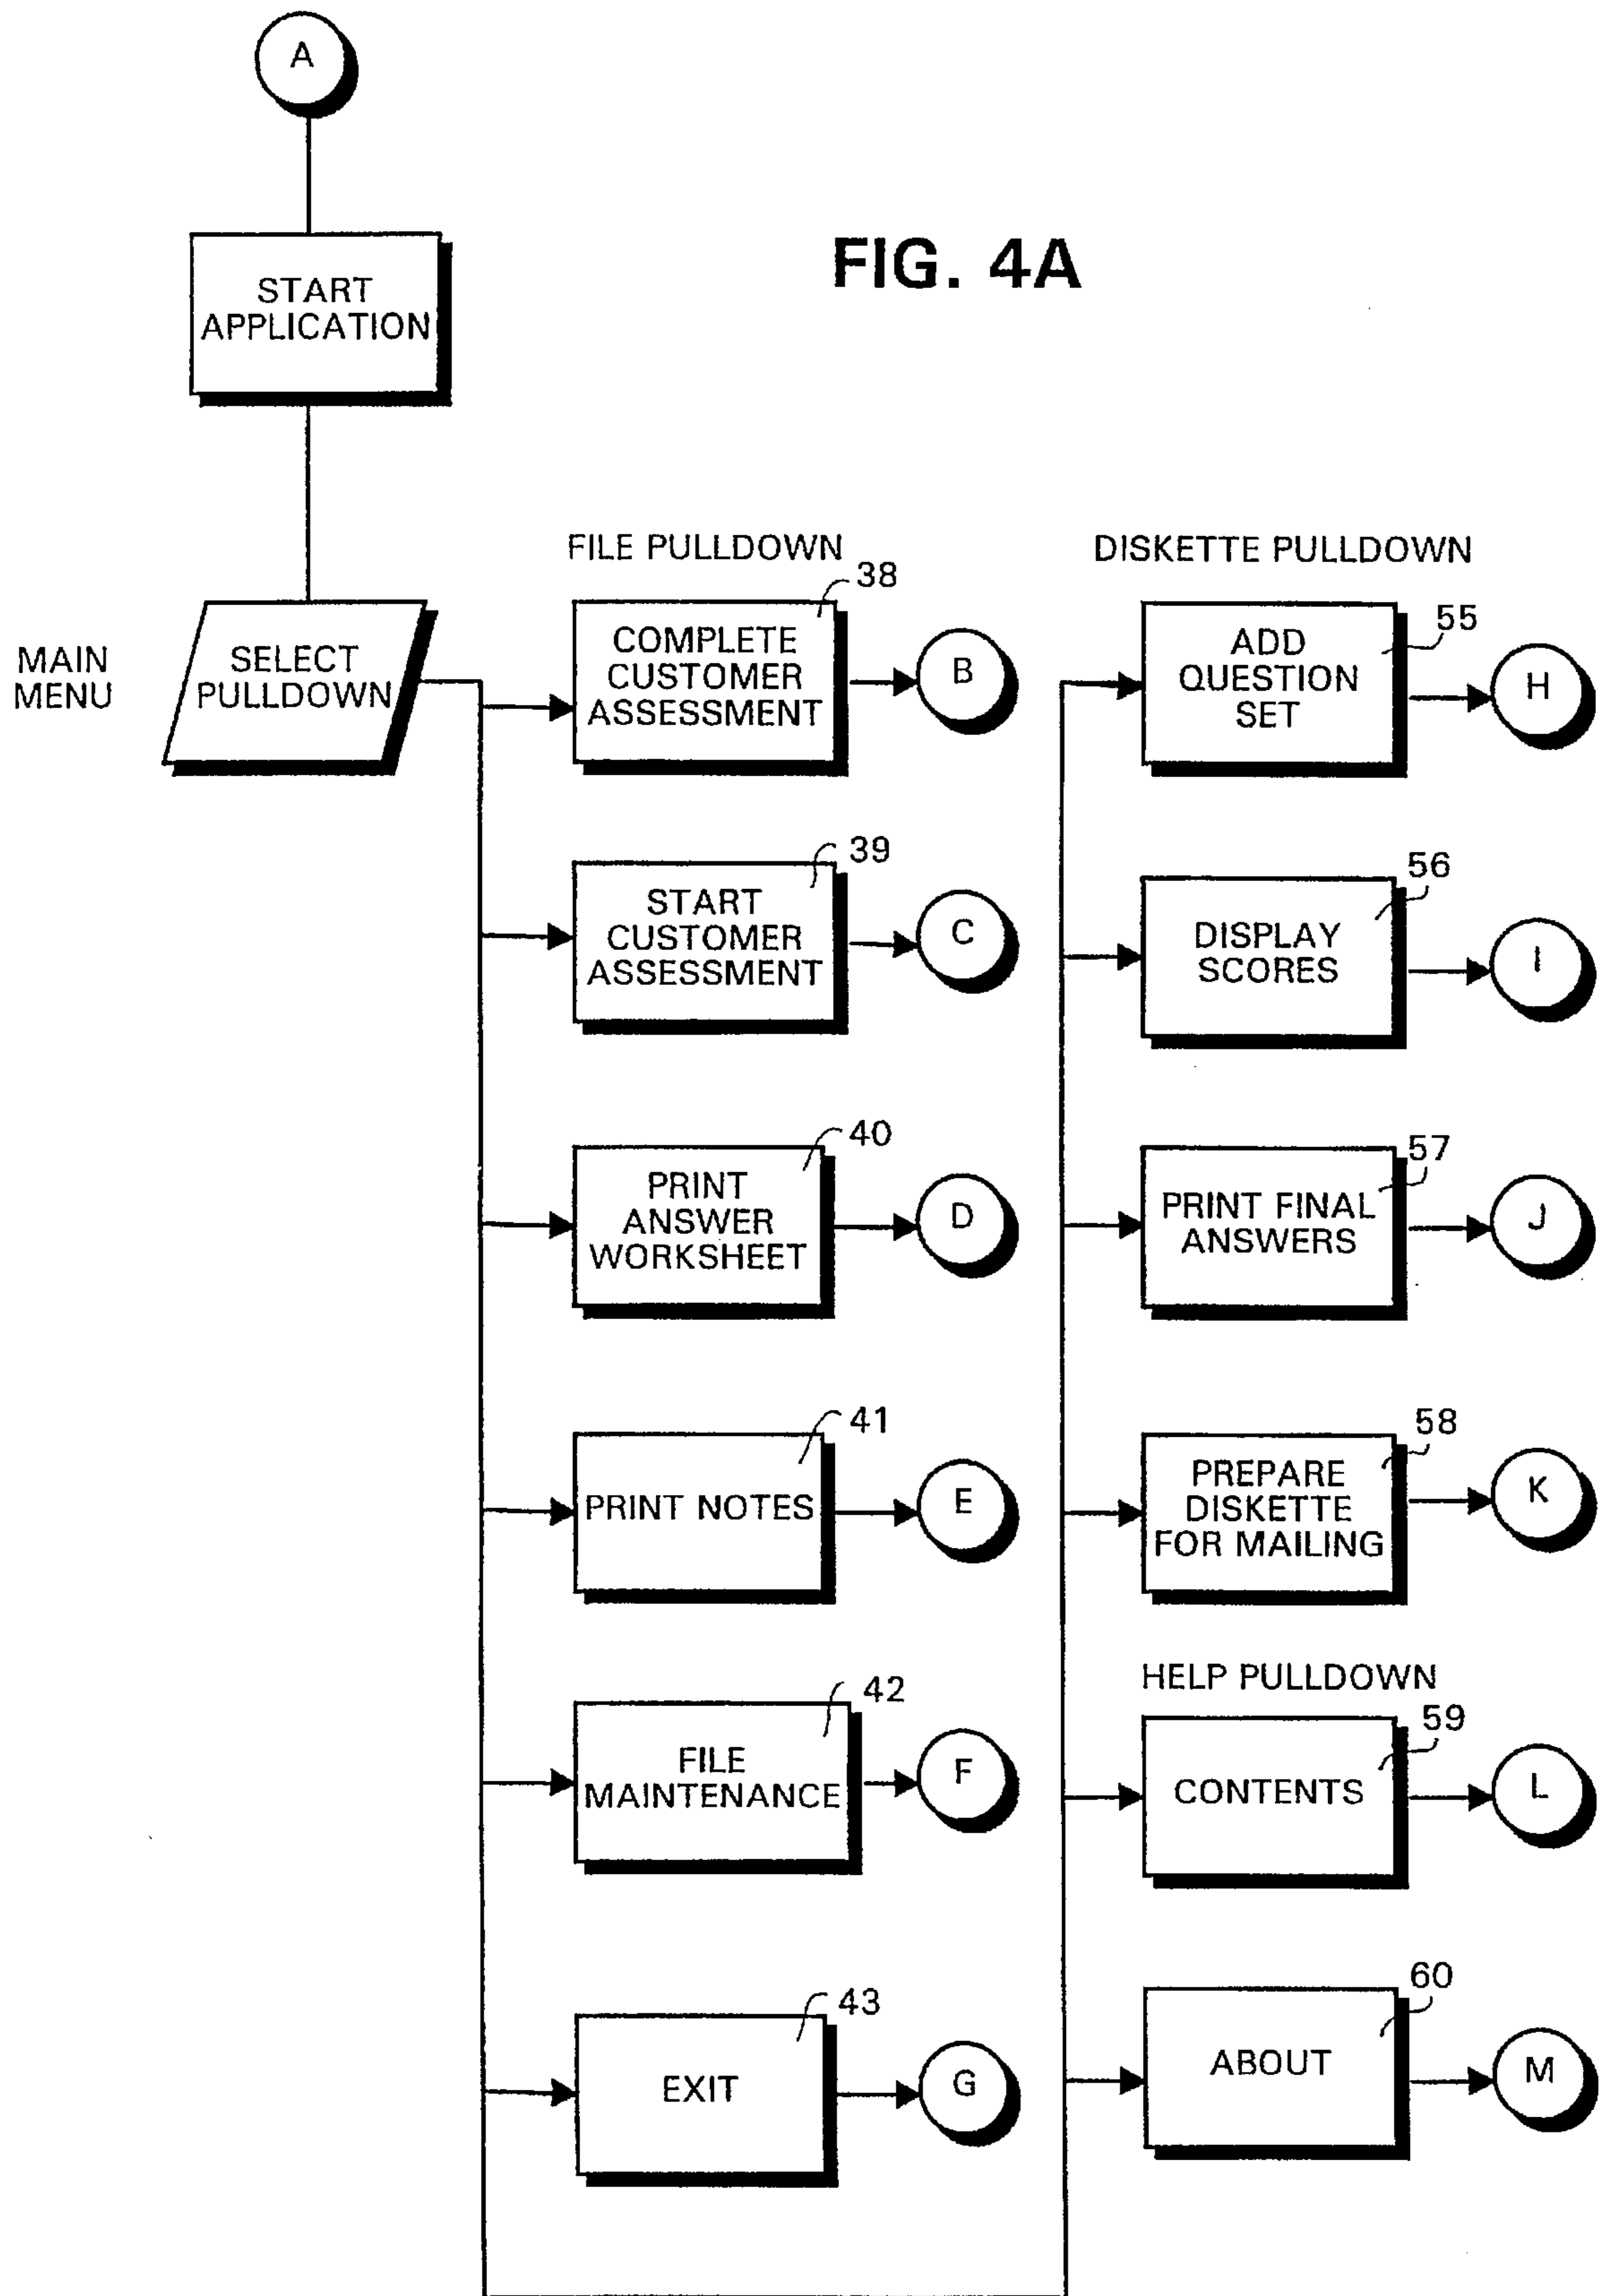 A
START
APPLICATION
FIG. 4A
MAIN
MENU
SELECT
PULLDOWN
FILE PULLDOWN
38
COMPLETE
CUSTOMER
ASSESSMENT
B
39
START
CUSTOMER
ASSESSMENT
C
40
PRINT
ANSWER
WORKSHEET
D
41
PRINT NOTES
E
42
FILE
MAINTENANCE
F
43
EXIT
G
DISKETTE PULLDOWN
55
ADD
QUESTION
SET
H
56
DISPLAY
SCORES
I
57
PRINT FINAL
ANSWERS
J
58
PREPARE
DISKETTE
FOR MAILING
K
HELP PULLDOWN
59
CONTENTS
L
60
ABOUT
M